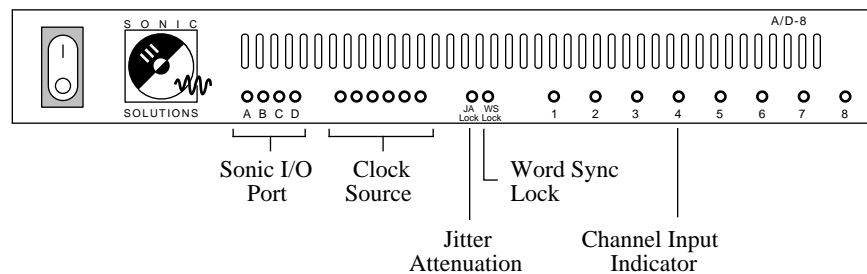 SONIC
A/D-8
SOLUTIONS
A B C D
JA Lock
WS Lock
1 2 3 4 5 6 7 8
Sonic I/O
Port
Clock
Source
Word Sync
Lock
Jitter
Attenuation
Channel Input
Indicator